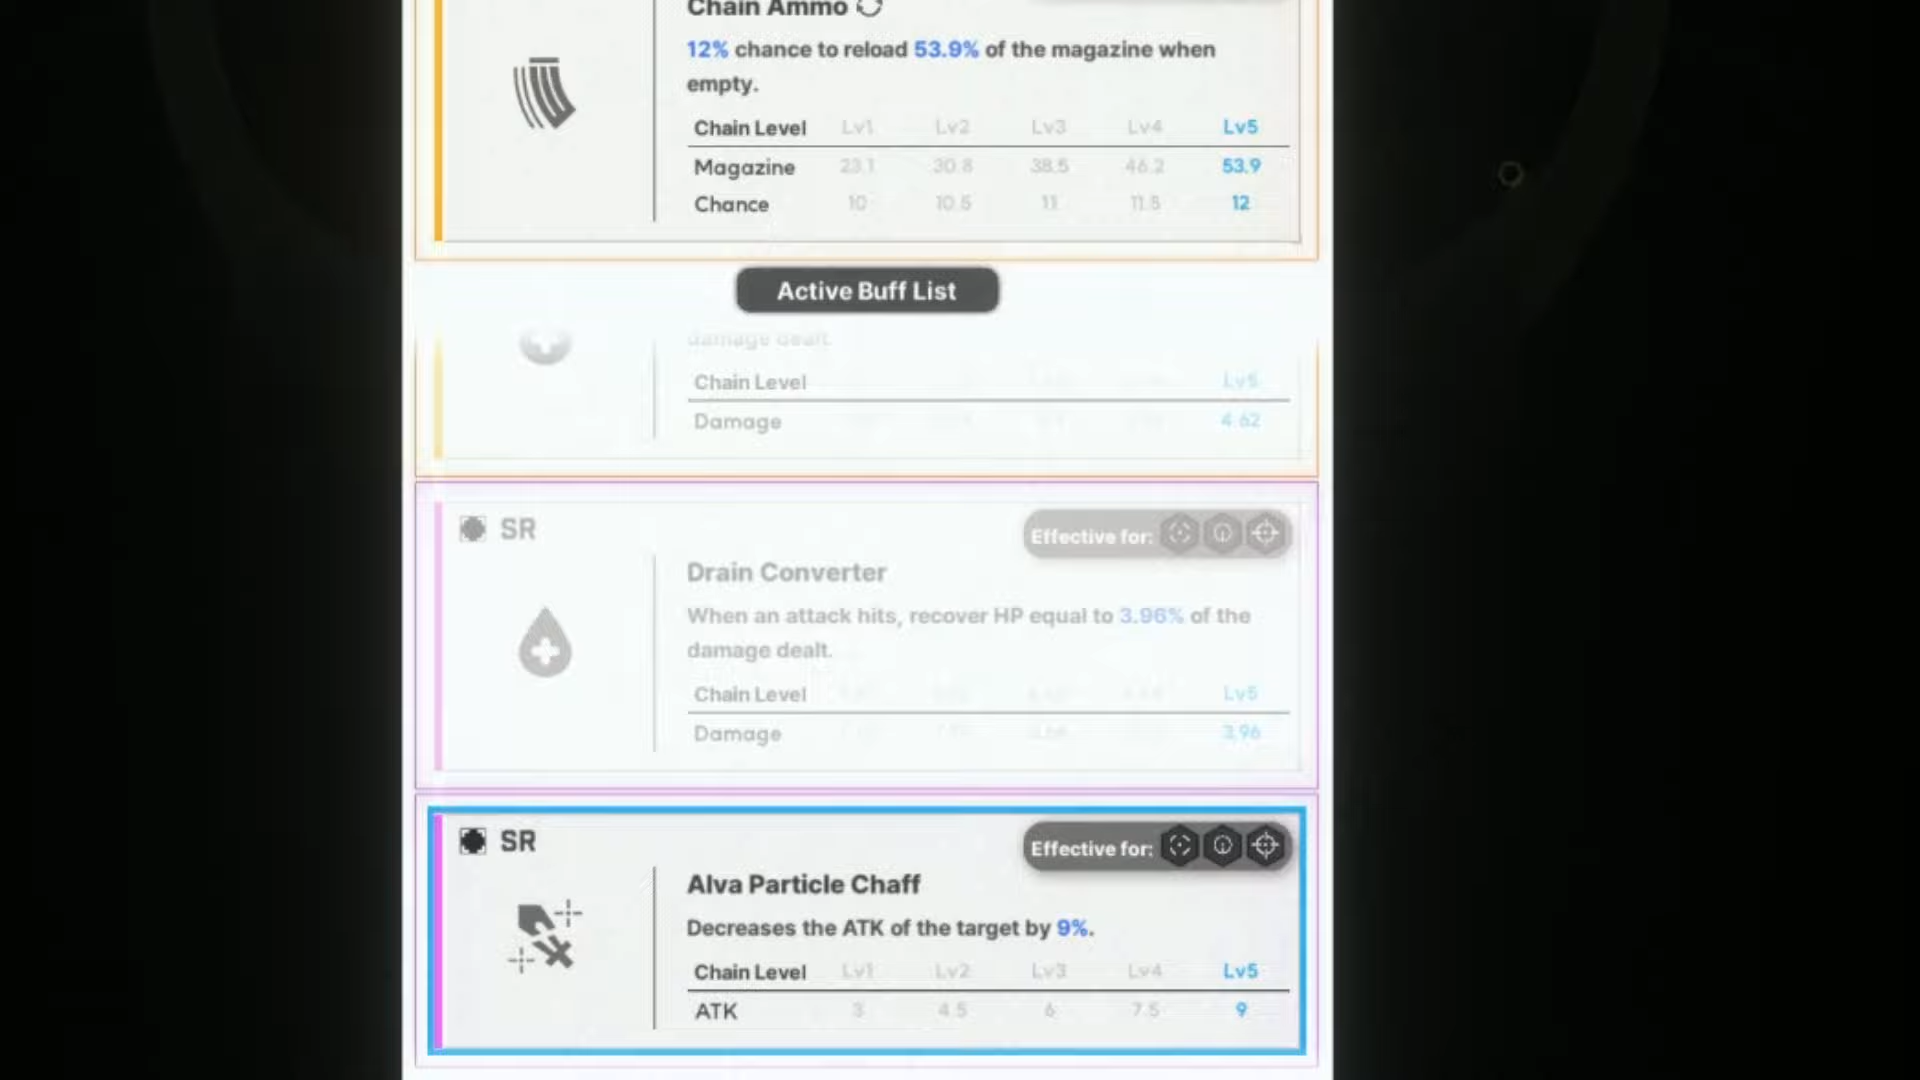 Chain Ammo
12% chance to reload 53.9% of the magazine when
empty.
Chain Level Lv1 Lv2 Lv3 Lv4 Lv5
Magazine 23.1 30.8 38.5 46.2 53.9
Chance 10 10.5 11 11.5 12
Active Buff List
damage dealt.
Chain Level Lv5
Damage 4.62
SR
Effective for:
Drain Converter
When an attack hits, recover HP equal to 3.96% of the
damage dealt.
Chain Level Lv5
Damage 3.96
SR
Effective for:
Alva Particle Chaff
Decreases the ATK of the target by 9%.
Chain Level Lv1 Lv2 Lv3 Lv4 Lv5
ATK 3 4.5 6 7.5 9